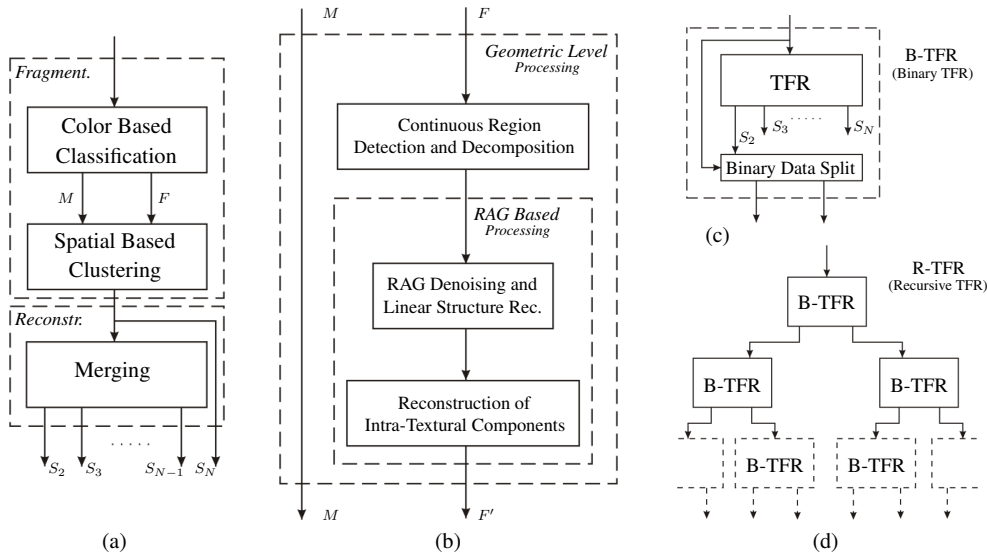 Fragment.
Color Based
Classification
M F
Spatial Based
Clustering
Reconstr.
Merging
S2 S3 ..... SN−1 SN
(a)
M F
Geometric Level
Processing
Continuous Region
Detection and Decomposition
RAG Based
Processing
RAG Denoising and
Linear Structure Rec.
Reconstruction of
Intra-Textural Components
M F′
(b)
B-TFR
(Binary TFR)
TFR
S2 S3 ..... SN
Binary Data Split
(c)
R-TFR
(Recursive TFR)
B-TFR
B-TFR B-TFR
B-TFR B-TFR
(d)